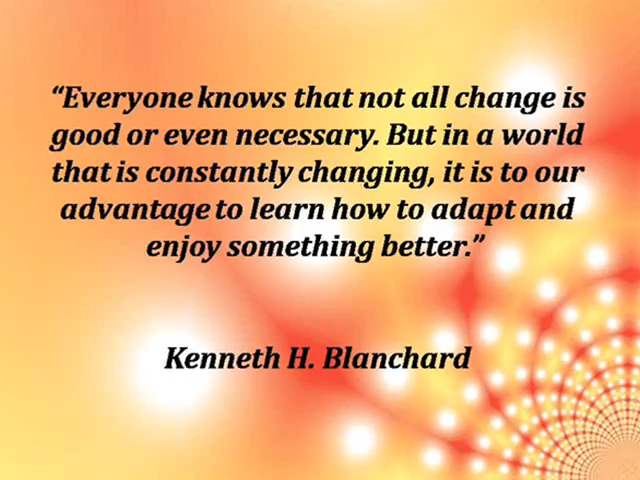 “Everyone knows that not all change is
good or even necessary. But in a world
that is constantly changing, it is to our
advantage to learn how to adapt and
enjoy something better.”
Kenneth H. Blanchard